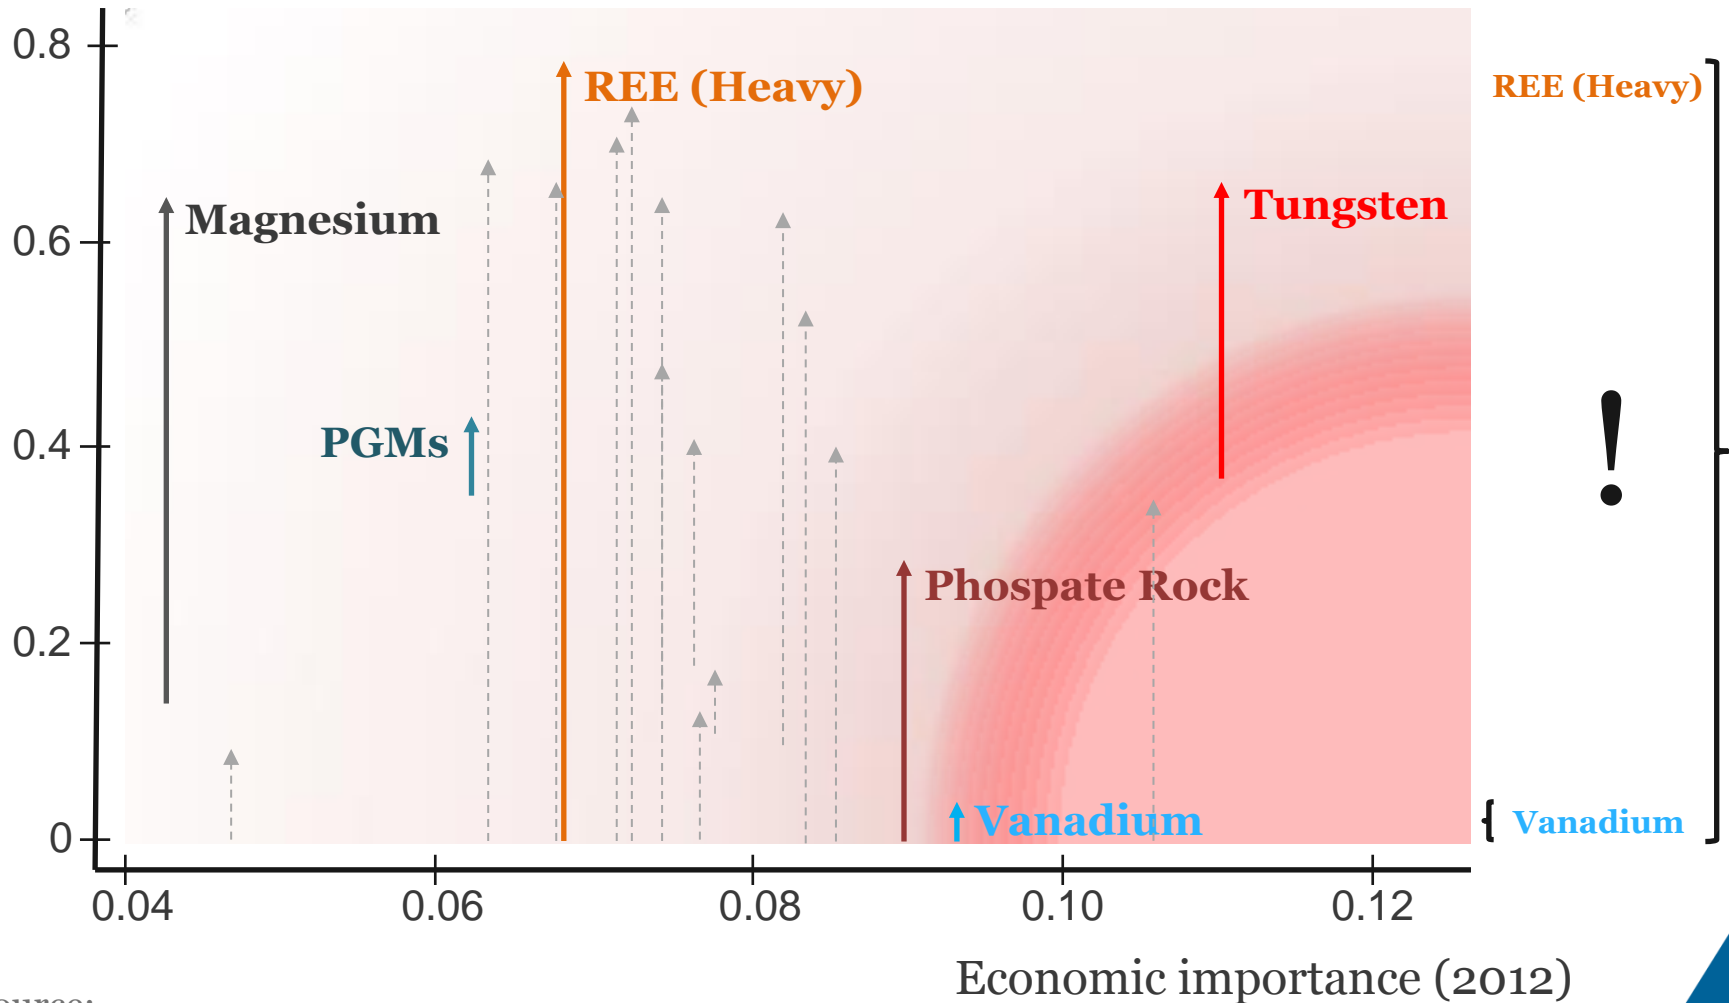 0.8
REE (Heavy)
REE (Heavy)
Magnesium
Tungsten
0.6
PGMs
0.4
!
Phospate Rock
0.2
Vanadium
Vanadium
0
0.04
0.06
0.08
0.10
0.12
Economic importance (2012)